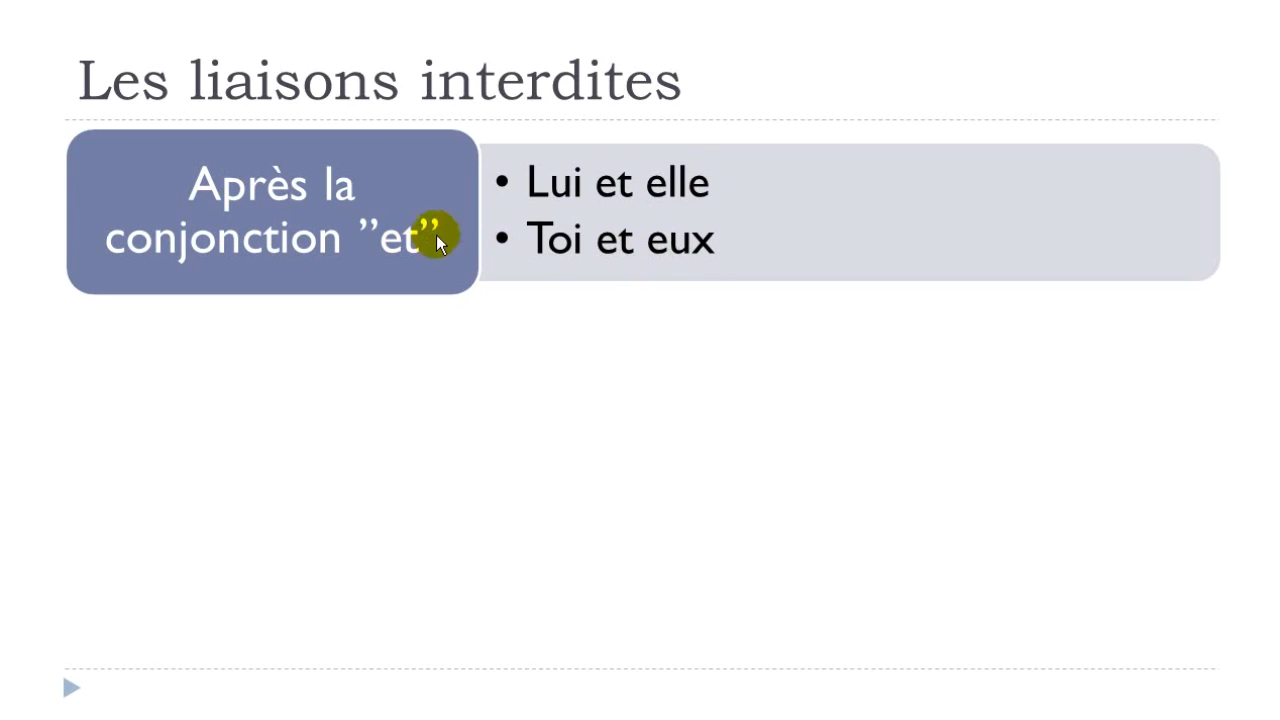 Les liaisons interdites
Après la
conjonction ”et”
• Lui et elle
• Toi et eux